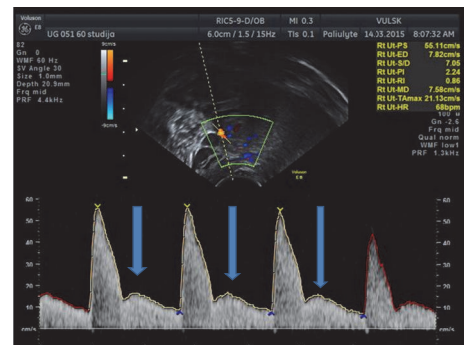 Voluson
E8
RIC5-9-D/OB
MI 0.3
VULSK
UG 051 60 studija
6.0cm / 1.5 / 15Hz
TIs 0.1
Paliulyte
14.03.2015
8:07:32 AM
S2
Gn 0
WMF 60 Hz
SV Angle 30
Size 1.0mm
Depth 20.9mm
Frq mid
PRF 4.4kHz
Rt Ut-PS 55.11cm/s
Rt Ut-ED 7.82cm/s
Rt Ut-S/D 7.05
Rt Ut-PI 2.24
Rt Ut-RI 0.86
Rt Ut-MD 7.58cm/s
Rt Ut-TAmax 21.13cm/s
Rt Ut-HR 68bpm
Gn -2.6
Frq mid
Qual norm
WMF low1
PRF 1.3kHz
Voluson
E8
60
50
40
30
20
10
cm/s
60
50
40
30
20
10
cm/s